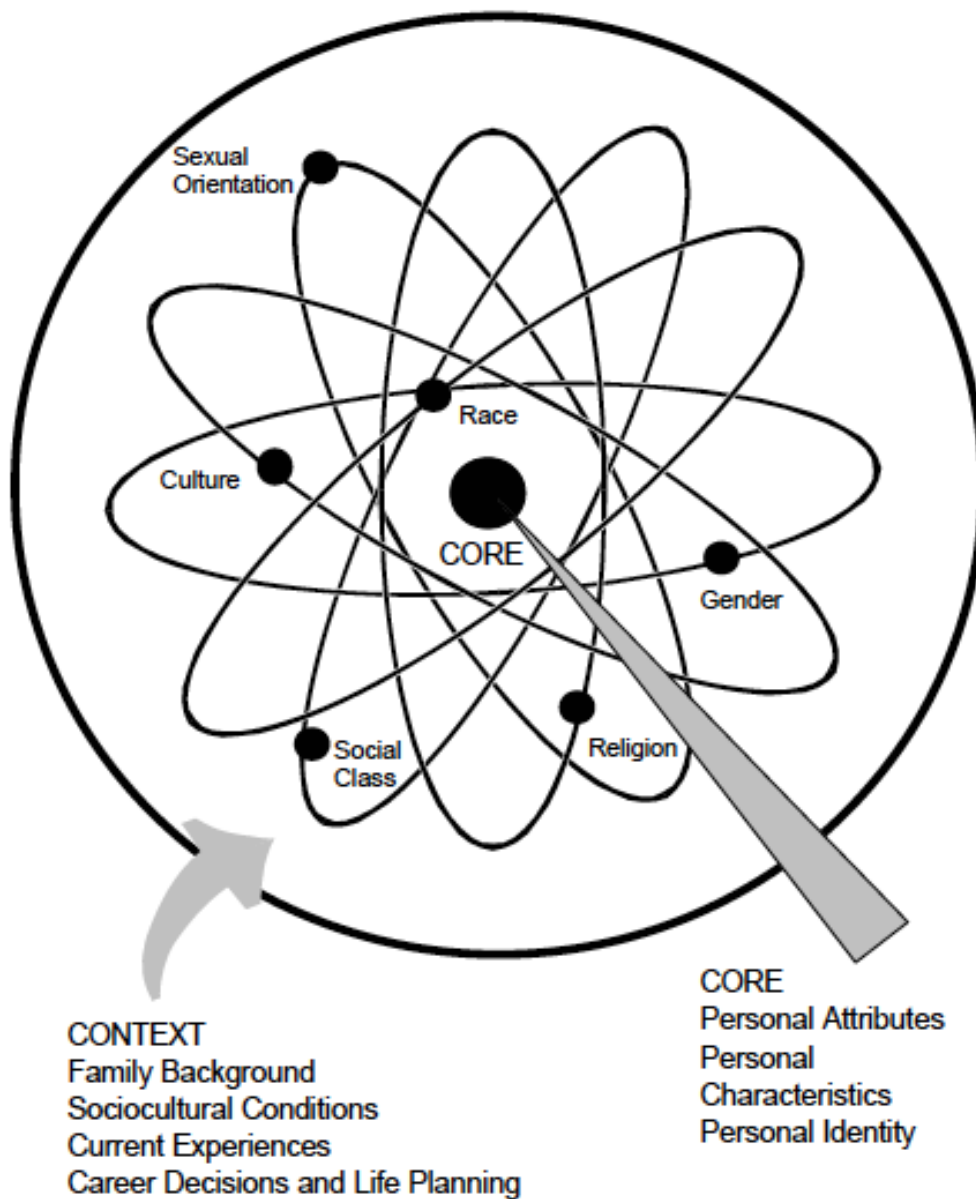 Sexual
Orientation
Race
Culture
CORE
Gender
Religion
Social
Class
CONTEXT
Family Background
Sociocultural Conditions
Current Experiences
Career Decisions and Life Planning
CORE
Personal Attributes
Personal
Characteristics
Personal Identity